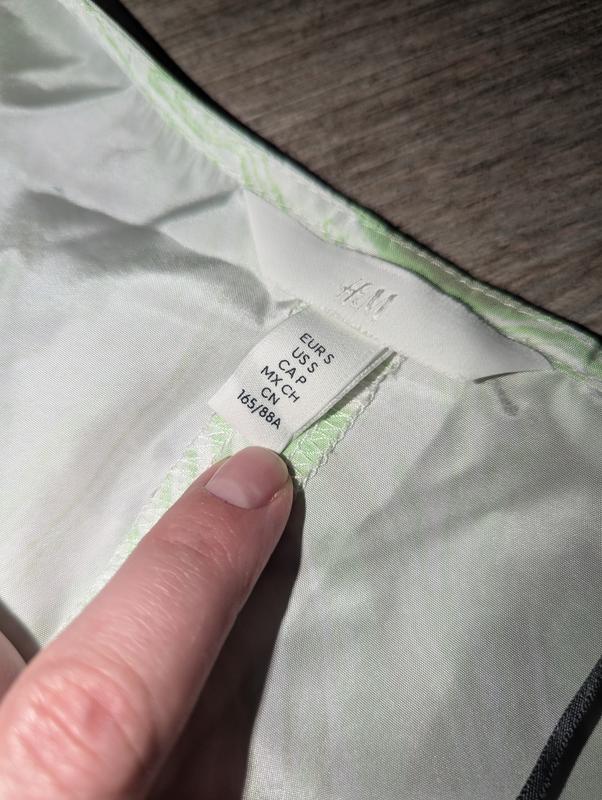 H&M
EUR S
US S
CA P
MX CH
CN
165/88A